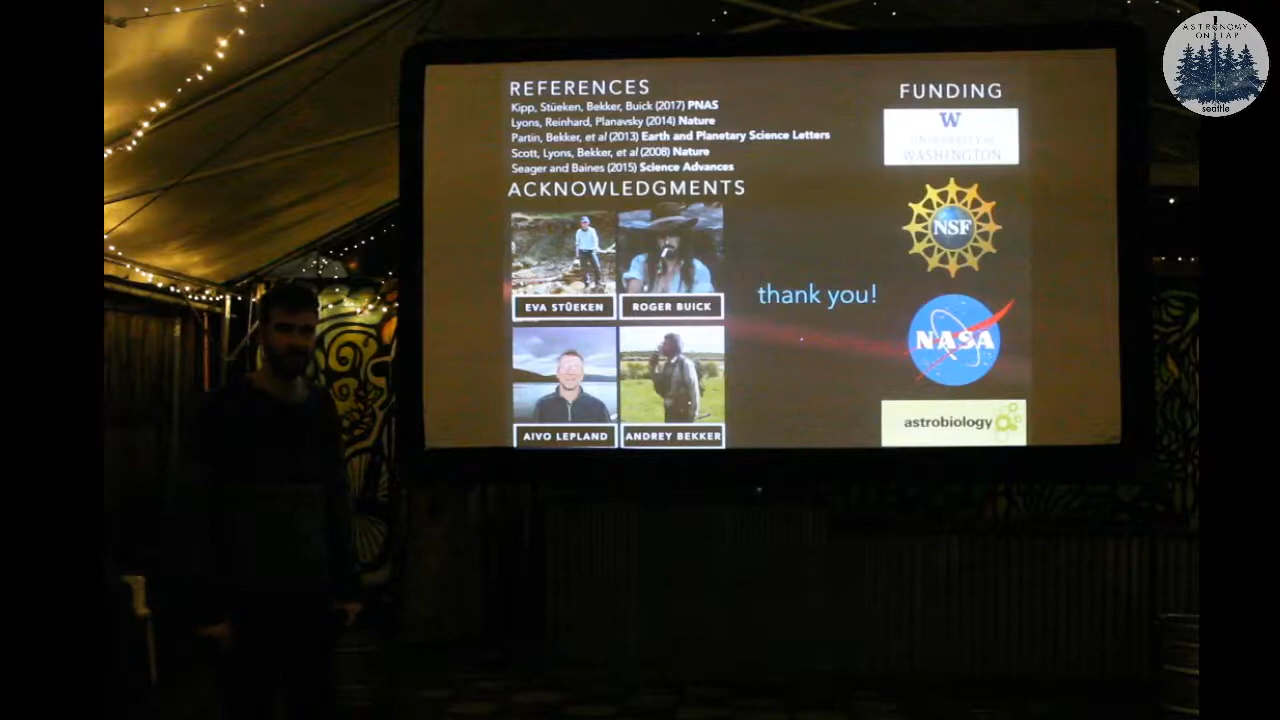 ASTRONOMY
ON TAP
seattle
REFERENCES
Kipp, Stüeken, Bekker, Buick (2017) PNAS
Lyons, Reinhard, Planavsky (2014) Nature
Partin, Bekker, et al (2013) Earth and Planetary Science Letters
Scott, Lyons, Bekker, et al (2008) Nature
Seager and Baines (2015) Science Advances
ACKNOWLEDGMENTS
EVA STÜEKEN
ROGER BUICK
AIVO LEPLAND
ANDREY BEKKER
thank you!
FUNDING
W
UNIVERSITY of
WASHINGTON
NSF
NASA
astrobiology